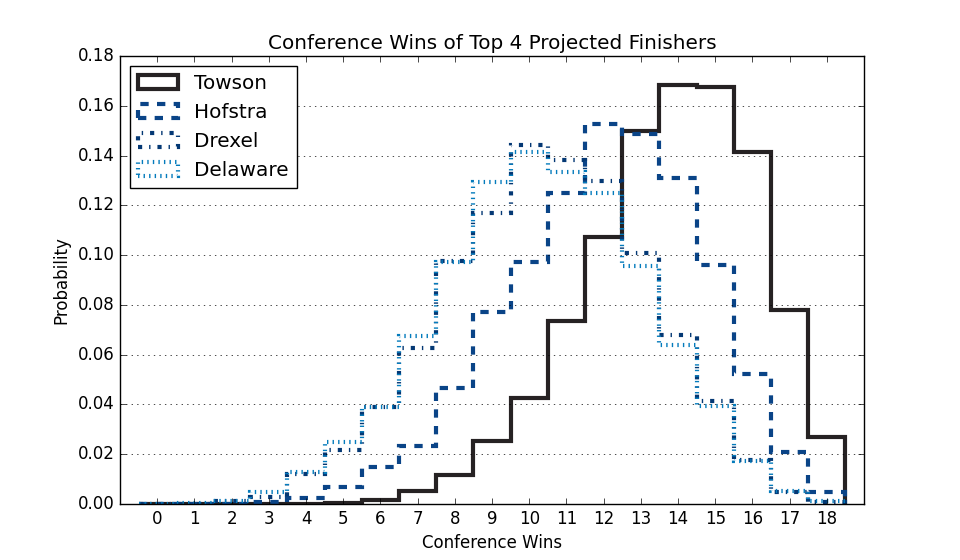 Conference Wins of Top 4 Projected Finishers
0.18
0.16
0.14
0.12
0.10
0.08
0.06
0.04
0.02
0.00
Probability
Towson
Hofstra
Drexel
Delaware
0 1 2 3 4 5 6 7 8 9 10 11 12 13 14 15 16 17 18
Conference Wins